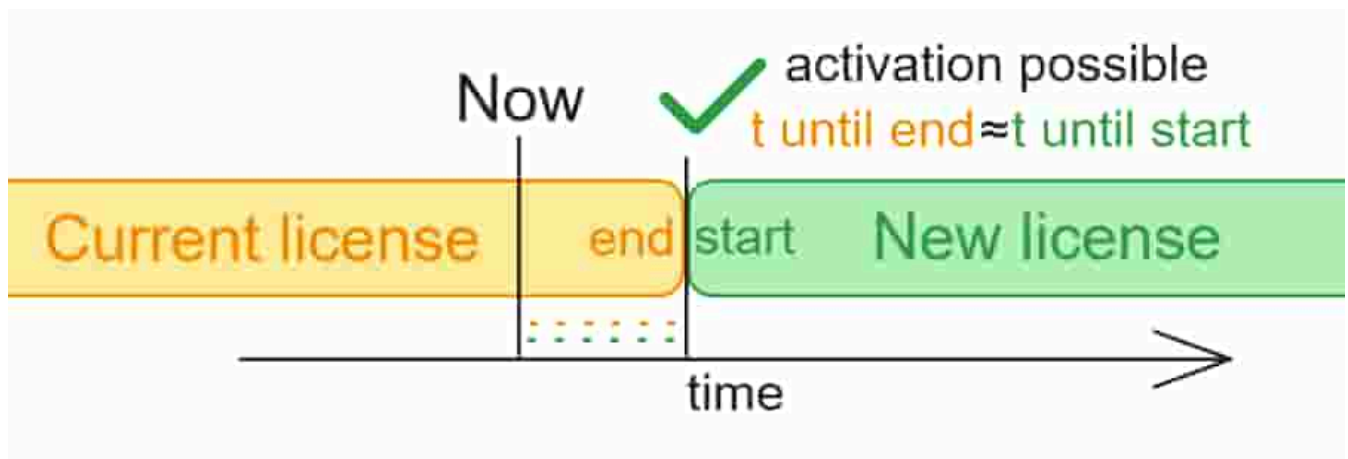 activation possible
Now
t until end≈t until start
Current license end start New license
time